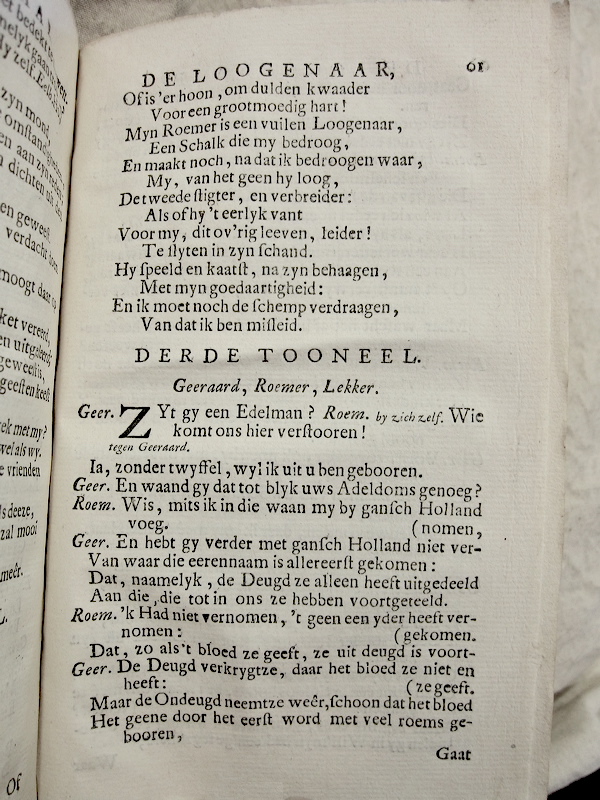 DE LOOGENAAR, 61
Of is 'er hoon, om dulden kwaader
Voor een grootmoedig hart!
Myn Roemer is een vuilen Loogenaar,
Een Schalk die my bedroog,
En maakt noch, na dat ik bedroogen waar,
My, van het geen hy loog,
De tweede ſtigter, en verbreider:
Als of hy 't eerlyk vant
Voor my, dit ov'rig leeven, leider!
Te ſlyten in zyn ſchand.
Hy ſpeeld en kaatſt, na zyn behaagen,
Met myn goedaartigheid:
En ik moet noch de ſchemp verdraagen,
Van dat ik ben miſleid.
DERDE TOONEEL.
Geeraard, Roemer, Lekker.
Geer. ZYt gy een Edelman? Roem. by zich zelf. Wie
komt ons hier verſtooren!
tegen Geeraard.
Ia, zonder twyffel, wyl ik uit u ben gebooren.
Geer. En waand gy dat tot blyk uws Adeldoms genoeg?
Roem. Wis, mits ik in die waan my by ganſch Holland
voeg. (nomen,
Geer. En hebt gy verder met ganſch Holland niet ver-
Van waar die eerennaam is allereerſt gekomen:
Dat, naamelyk, de Deugd ze alleen heeft uitgedeeld
Aan die, die tot in ons ze hebben voortgeteeld.
Roem. 'k Had niet vernomen, 't geen een yder heeft ver-
nomen: (gekomen.
Dat, zo als't bloed ze geeft, ze uit deugd is voort-
Geer. De Deugd verkrygtze, daar het bloed ze niet en
heeft: (ze geeft.
Maar de Ondeugd neemtze weêr, ſchoon dat het bloed
Het geene door het eerſt word met veel roems ge-
booren,
Gaat
Of